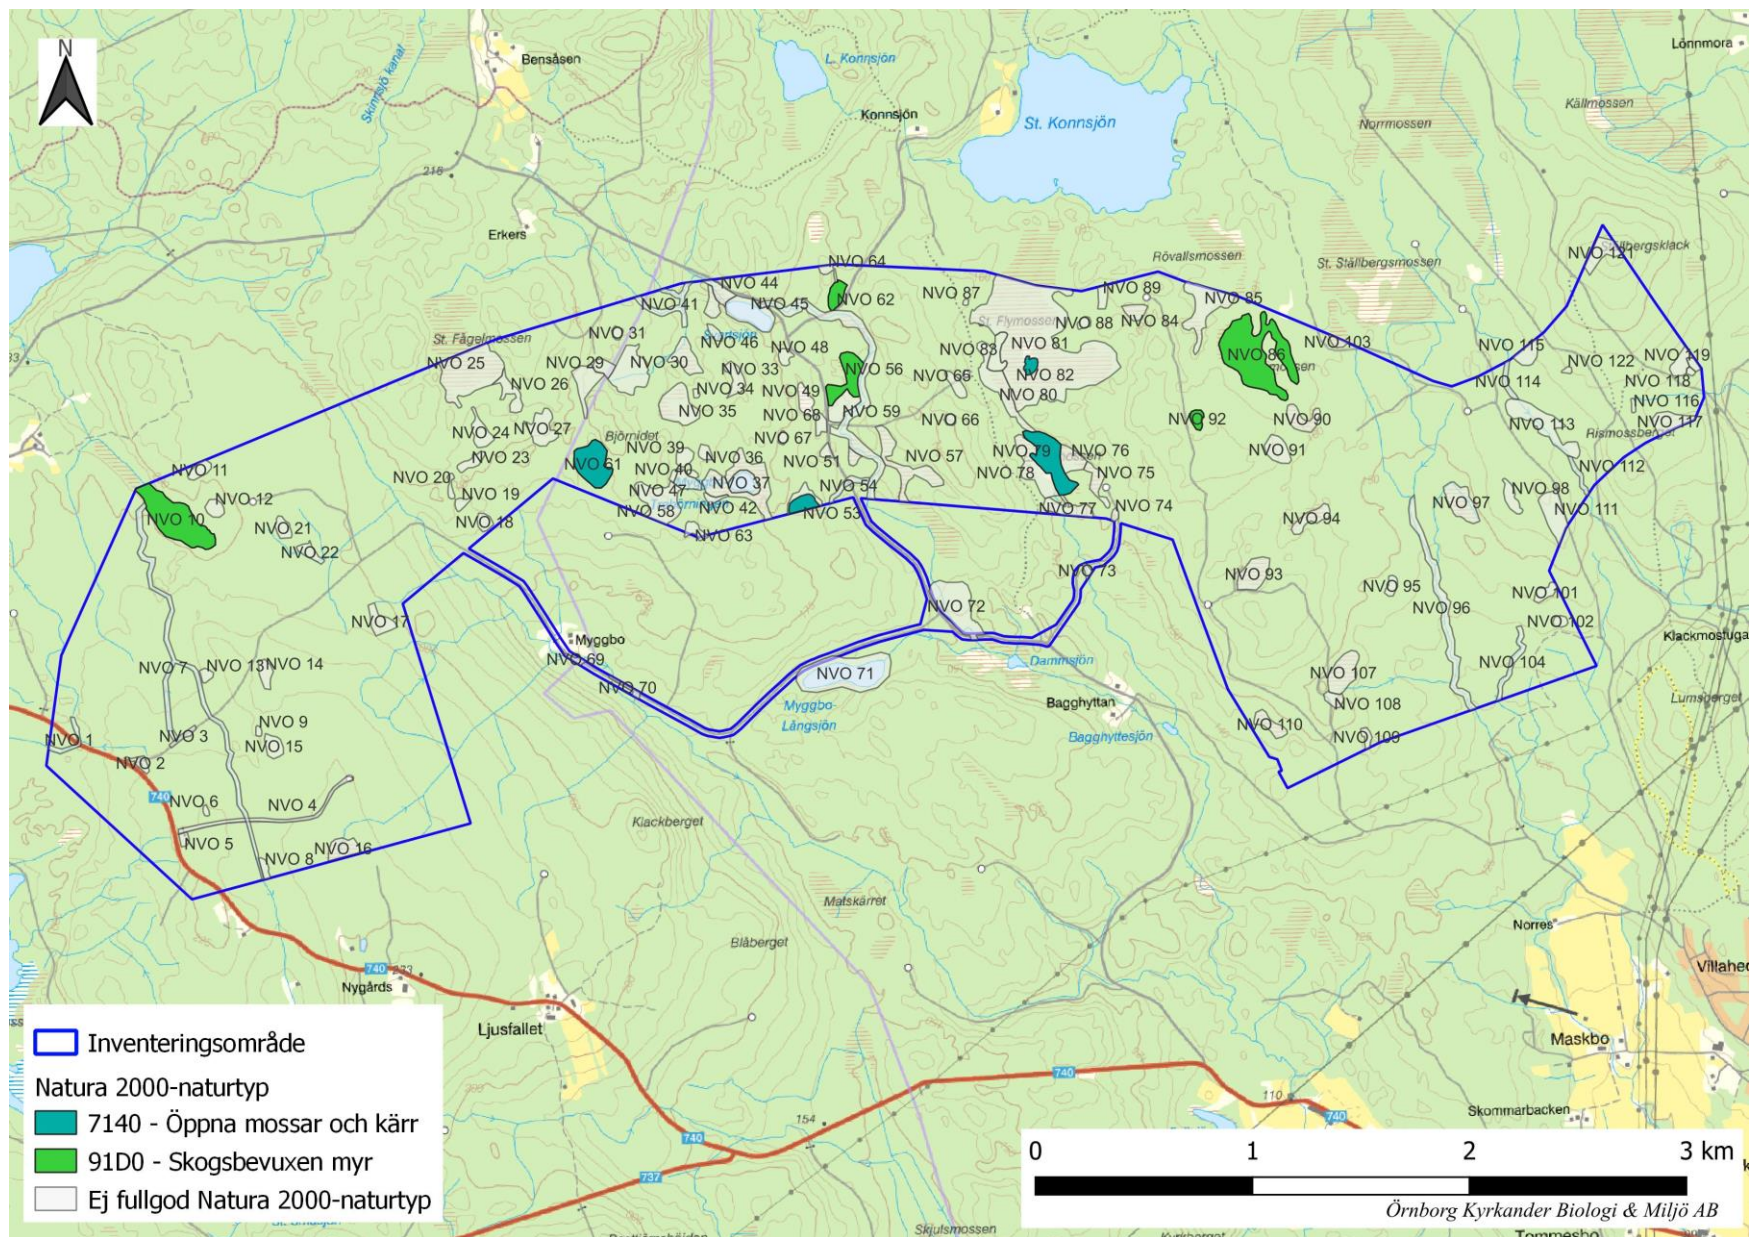 N
Bensåsen
Skinnsjö kanal
L. Konnsjön
Konnsjön
St. Konnsjön
Lönnmora
Källmossen
Norrmossen
215
Erkers
Rövallsmossen
St. Ställbergsmossen
NVO 121
NVO 64
NVO 44
NVO 41
NVO 45
NVO 62
NVO 87
NVO 89
NVO 85
St. Flymossen
NVO 88
NVO 84
St. Fågelmossen
NVO 31
NVO 46
NVO 48
NVO 83
NVO 81
NVO 86
NVO 103
NVO 115
NVO 122
NVO 119
NVO 25
NVO 29
NVO 30
NVO 33
NVO 56
NVO 65
NVO 82
NVO 114
NVO 118
NVO 26
NVO 34
NVO 49
NVO 80
NVO 116
NVO 35
NVO 68
NVO 59
NVO 66
NVO 92
NVO 90
NVO 113
NVO 117
NVO 24
NVO 27
Björnidet
NVO 67
Rismossberget
NVO 23
NVO 39
NVO 36
NVO 51
NVO 57
NVO 79
NVO 76
NVO 91
NVO 112
NVO 11
NVO 20
NVO 61
NVO 40
NVO 37
NVO 54
NVO 78
NVO 75
NVO 98
NVO 12
NVO 19
NVO 47
NVO 42
NVO 53
NVO 77
NVO 74
NVO 97
NVO 111
NVO 10
NVO 18
NVO 58
NVO 94
NVO 21
NVO 63
NVO 22
NVO 73
NVO 93
NVO 95
NVO 101
NVO 17
NVO 72
NVO 96
NVO 102
Myggbo
Klackmostuga
NVO 7
NVO 13
NVO 14
NVO 69
Dammsjön
NVO 104
NVO 70
NVO 71
NVO 107
Myggbo-
Långsjön
Bagghyttan
NVO 108
Lumsberget
NVO 9
NVO 110
NVO 1
NVO 3
NVO 15
Bagghyttesjön
NVO 109
NVO 2
740
NVO 6
NVO 4
Klackberget
NVO 5
NVO 8
NVO 16
Matskärret
Blåberget
Norres
740
233
Nygårds
Villahed
Ljusfallet
Maskbo
740
110
740
154
Skommarbacken
740
737
Skjulsmossen
Tommesbo
Inventeringsområde
Natura 2000-naturtyp
7140 - Öppna mossar och kärr
91D0 - Skogsbevuxen myr
Ej fullgod Natura 2000-naturtyp
0 1 2 3 km
Örnborg Kyrkander Biologi & Miljö AB